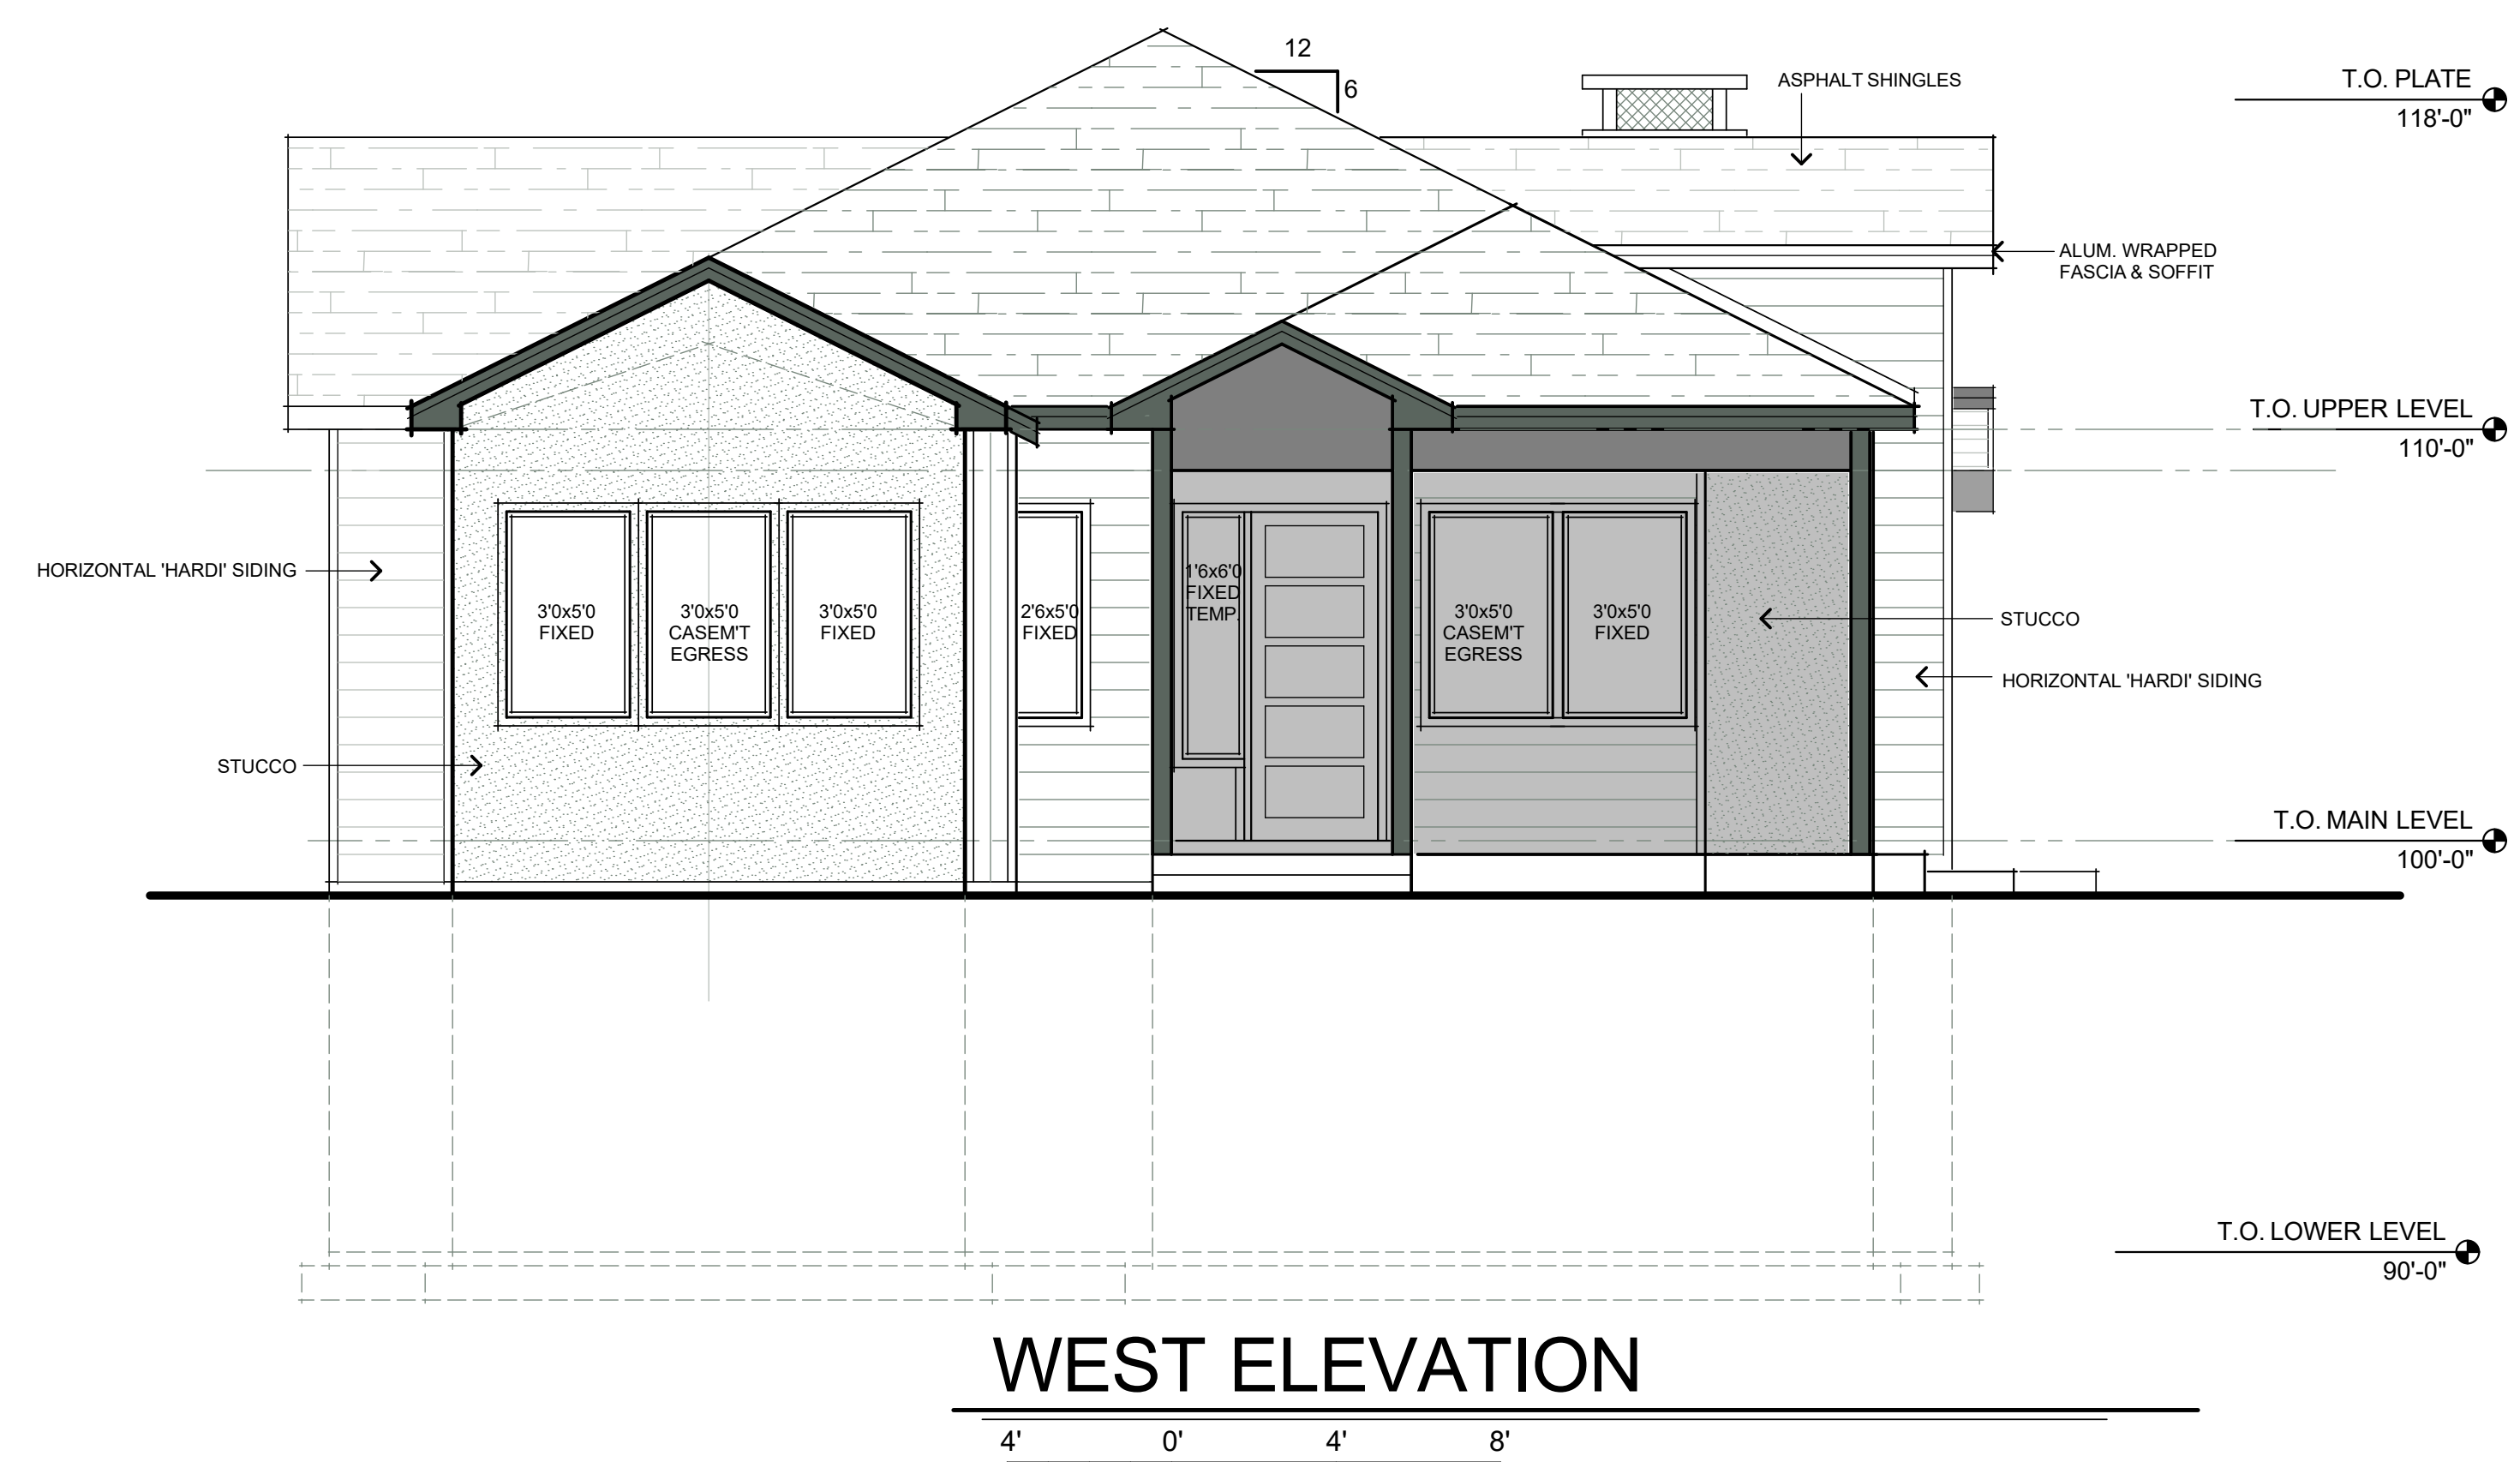 12
6
ASPHALT SHINGLES
T.O. PLATE
118'-0"
ALUM. WRAPPED
FASCIA & SOFFIT
T.O. UPPER LEVEL
110'-0"
HORIZONTAL 'HARDI' SIDING
3'0x5'0
FIXED
3'0x5'0
CASEM'T
EGRESS
3'0x5'0
FIXED
2'6x5'0
FIXED
1'6x6'0
FIXED
TEMP.
3'0x5'0
CASEM'T
EGRESS
3'0x5'0
FIXED
STUCCO
HORIZONTAL 'HARDI' SIDING
STUCCO
T.O. MAIN LEVEL
100'-0"
T.O. LOWER LEVEL
90'-0"
WEST ELEVATION
4' 0' 4' 8'